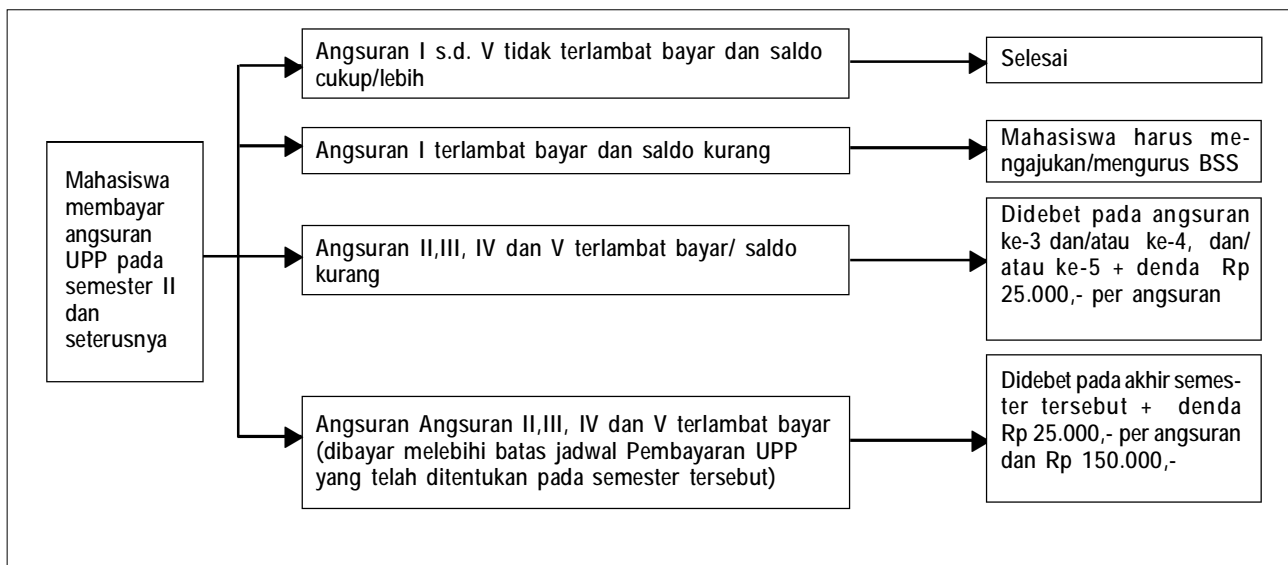 Mahasiswa
membayar
angsuran
UPP pada
semester II
dan
seterusnya
Angsuran I s.d. V tidak terlambat bayar dan saldo
cukup/lebih
Selesai
Angsuran I terlambat bayar dan saldo kurang
Mahasiswa harus me-
ngajukan/mengurus BSS
Angsuran II,III, IV dan V terlambat bayar/ saldo
kurang
Didebet pada angsuran
ke-3 dan/atau ke-4, dan/
atau ke-5 + denda Rp
25.000,- per angsuran
Angsuran Angsuran II,III, IV dan V terlambat bayar
(dibayar melebihi batas jadwal Pembayaran UPP
yang telah ditentukan pada semester tersebut)
Didebet pada akhir semes-
ter tersebut + denda
Rp 25.000,- per angsuran
dan Rp 150.000,-